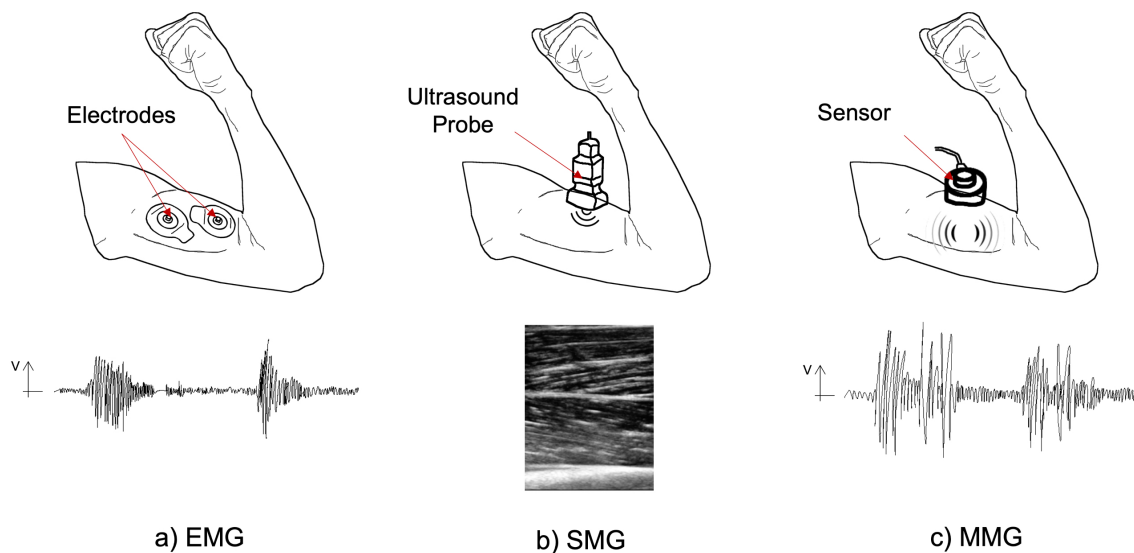 Electrodes
Ultrasound
Probe
Sensor
V
V
a) EMG
b) SMG
c) MMG